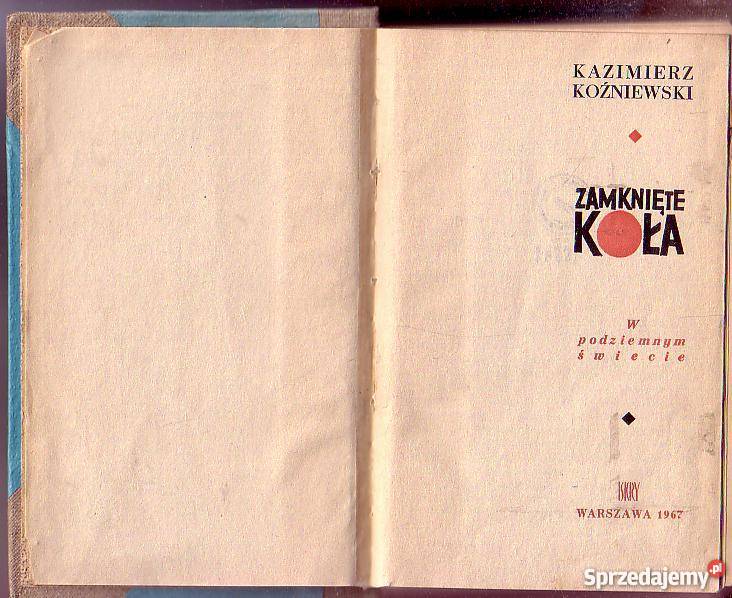 KAZIMIERZ
KOŹNIEWSKI
ZAMKNIĘTE
KOŁA
W
podziemnym
świecie
ISKRY
WARSZAWA 1967
Sprzedajemy.pl